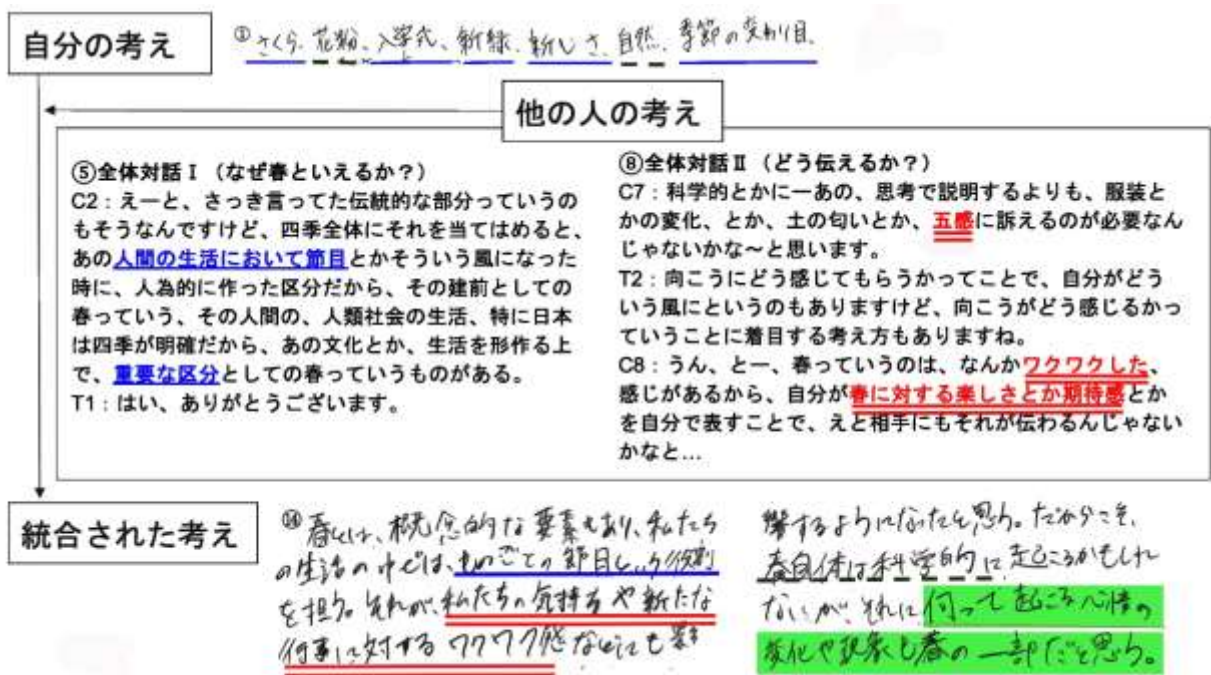 自分の考え
③さくら、花粉、入学式、新緑、新しさ、自然、季節の変わり目、
他の人の考え
⑤全体対話Ⅰ（なぜ春といえるか？）
C2：えーと、さっき言ってた伝統的な部分っていうの
もそうなんですけど、四季全体にそれを当てはめると、
あの人間の生活において節目とかそういう風になった
時に、人為的に作った区分だから、その建前としての
春っていう、その人間の、人類社会の生活、特に日本
は四季が明確だから、あの文化とか、生活を形作る上
で、重要な区分としての春っていうものがある。
T1：はい、ありがとうございます。
⑧全体対話Ⅱ（どう伝えるか？）
C7：科学的とかにーあの、思考で説明するよりも、服装と
かの変化、とか、土の匂いとか、五感に訴えるのが必要なん
じゃないかな～と思います。
T2：向こうにどう感じてもらうかってことで、自分がどう
いう風にというのもありますけど、向こうがどう感じるかっ
ていうことに着目する考え方もありますね。
C8：うん、とー、春っていうのは、なんかワクワクした、
感じがあるから、自分が春に対する楽しさとか期待感とか
を自分で表すことで、えと相手にもそれが伝わるんじゃない
かなと…
統合された考え
⑭春とは、概念的な要素もあり、私たち
の生活の中では、ものごとの節目という役割
を担う。それが、私たちの気持ちや新たな
行事に対するワクワク感などにも影
響するようになったと思う。だからこそ、
春自体は科学的に起こるかもしれ
ないが、それに伴って起こる心情の
変化や現象も春の一部だと思う。